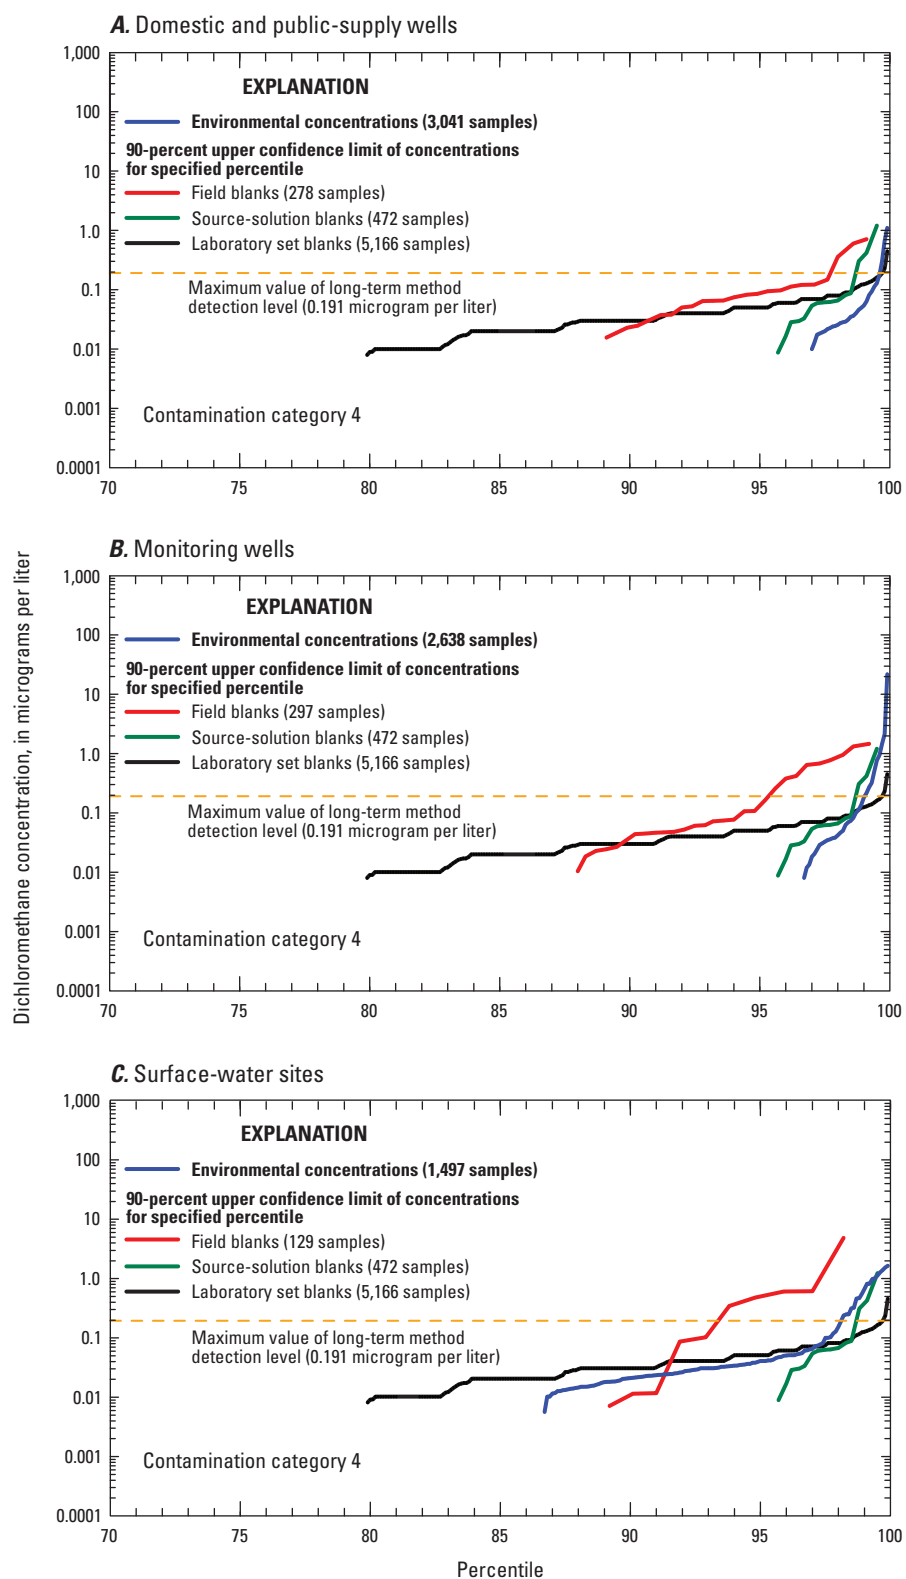 A. Domestic and public-supply wells
1,000
EXPLANATION
100
Environmental concentrations (3,041 samples)
90-percent upper confidence limit of concentrations
for specified percentile
10
Field blanks (278 samples)
Source-solution blanks (472 samples)
1.0
Laboratory set blanks (5,166 samples)
Maximum value of long-term method
detection level (0.191 microgram per liter)
0.1
0.01
0.001
Contamination category 4
0.0001
70 75 80 85 90 95 100
Dichloromethane concentration, in micrograms per liter
B. Monitoring wells
1,000
EXPLANATION
100
Environmental concentrations (2,638 samples)
90-percent upper confidence limit of concentrations
for specified percentile
10
Field blanks (297 samples)
Source-solution blanks (472 samples)
1.0
Laboratory set blanks (5,166 samples)
Maximum value of long-term method
detection level (0.191 microgram per liter)
0.1
0.01
0.001
Contamination category 4
0.0001
70 75 80 85 90 95 100
C. Surface-water sites
1,000
EXPLANATION
100
Environmental concentrations (1,497 samples)
90-percent upper confidence limit of concentrations
for specified percentile
10
Field blanks (129 samples)
Source-solution blanks (472 samples)
1.0
Laboratory set blanks (5,166 samples)
Maximum value of long-term method
detection level (0.191 microgram per liter)
0.1
0.01
0.001
Contamination category 4
0.0001
70 75 80 85 90 95 100
Percentile